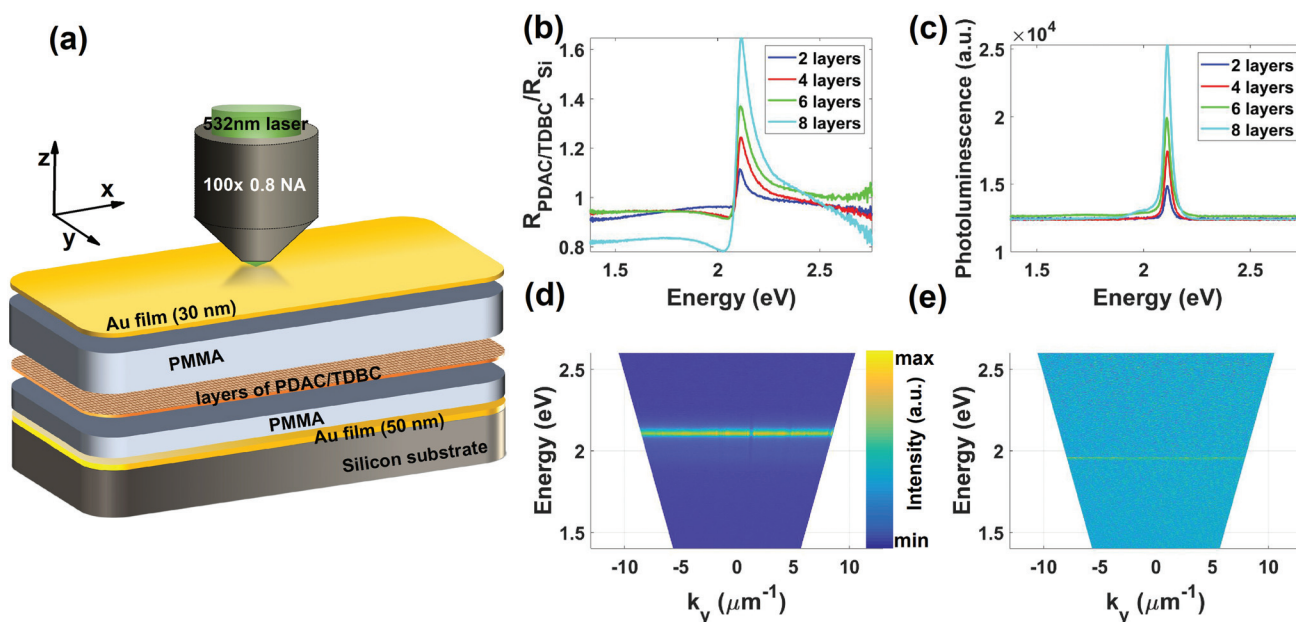 (a)
532nm laser
100x 0.8 NA
z
x
y
Au film (30 nm)
PMMA
layers of PDAC/TDBC
PMMA
Au film (50 nm)
Silicon substrate
(b)
R_PDAC/TDBC/R_Si
1.6
1.4
1.2
1
0.8
1.5
2
2.5
Energy (eV)
2 layers
4 layers
6 layers
8 layers
(c)
Photoluminescence (a.u.)
×10⁴
2.5
2
1.5
1
1.5
2
2.5
Energy (eV)
2 layers
4 layers
6 layers
8 layers
(d)
Energy (eV)
2.5
2
1.5
-10
-5
0
5
10
k_y (μm⁻¹)
max
Intensity (a.u.)
min
(e)
Energy (eV)
2.5
2
1.5
-10
-5
0
5
10
k_y (μm⁻¹)